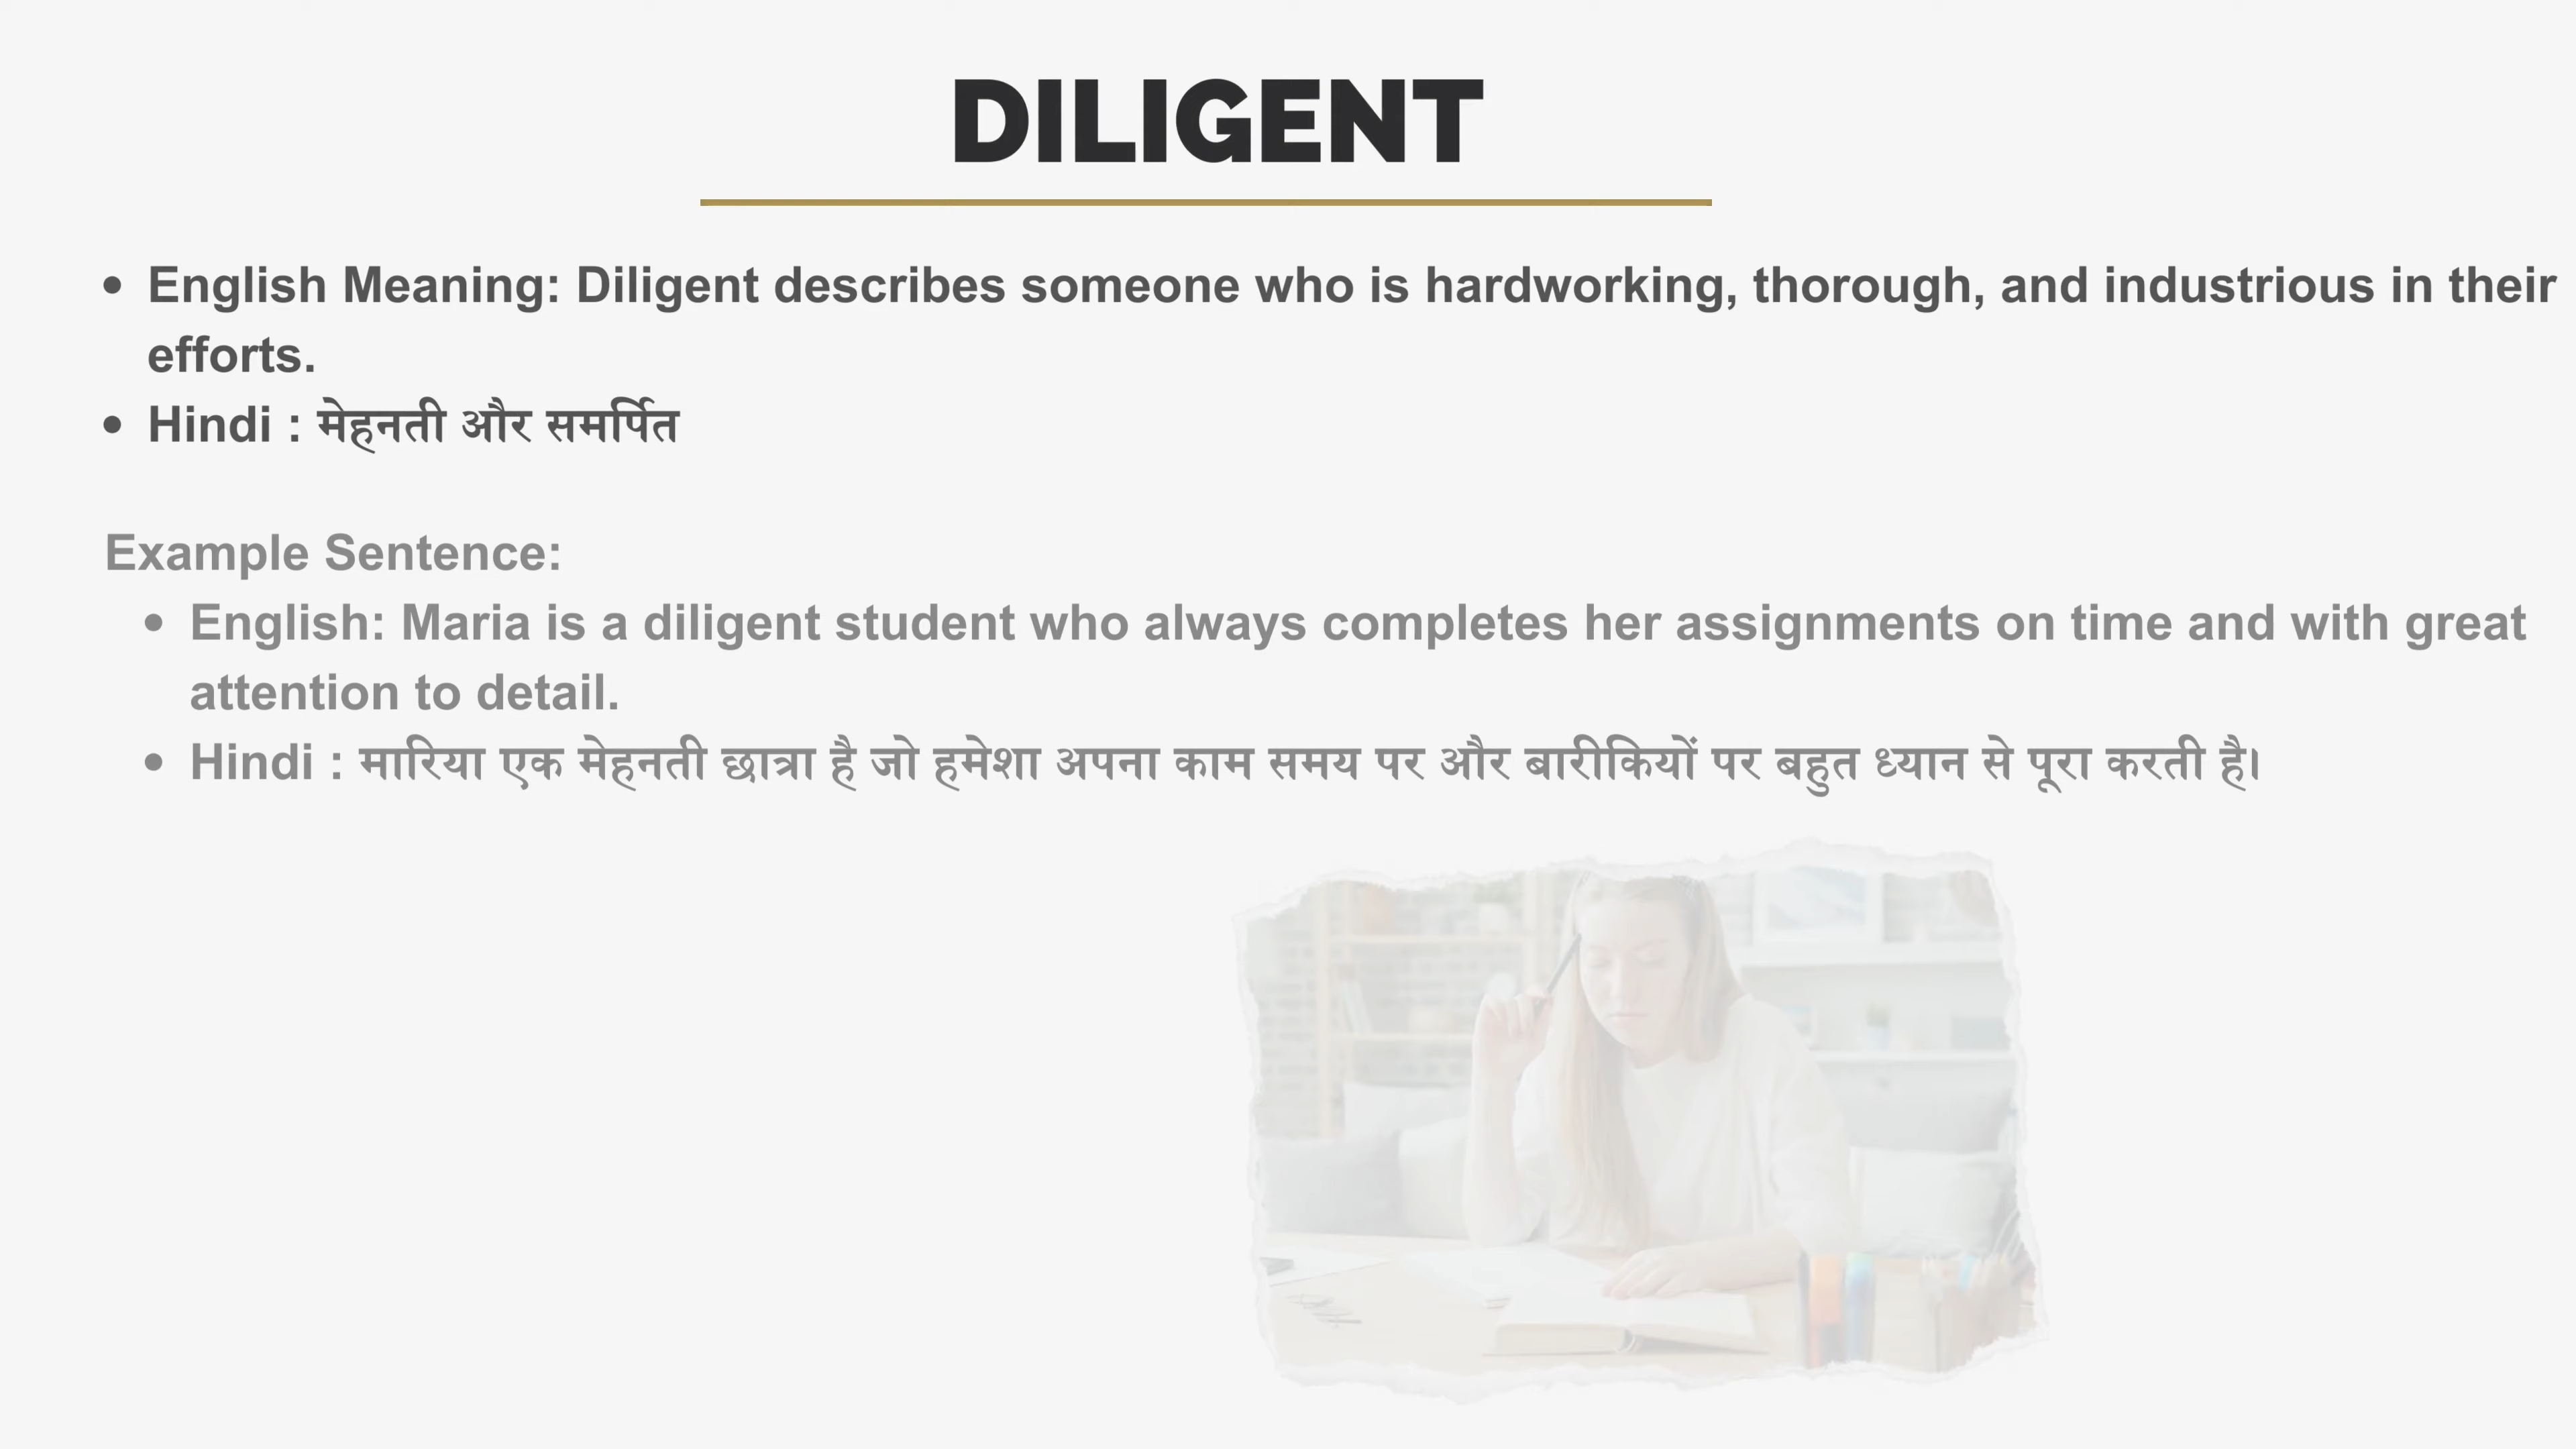 DILIGENT
English Meaning: Diligent describes someone who is hardworking, thorough, and industrious in their
efforts.
Hindi : मेहनती और समर्पित
Example Sentence:
English: Maria is a diligent student who always completes her assignments on time and with great
attention to detail.
Hindi : मारिया एक मेहनती छात्रा है जो हमेशा अपना काम समय पर और बारीकियों पर बहुत ध्यान से पूरा करती है।